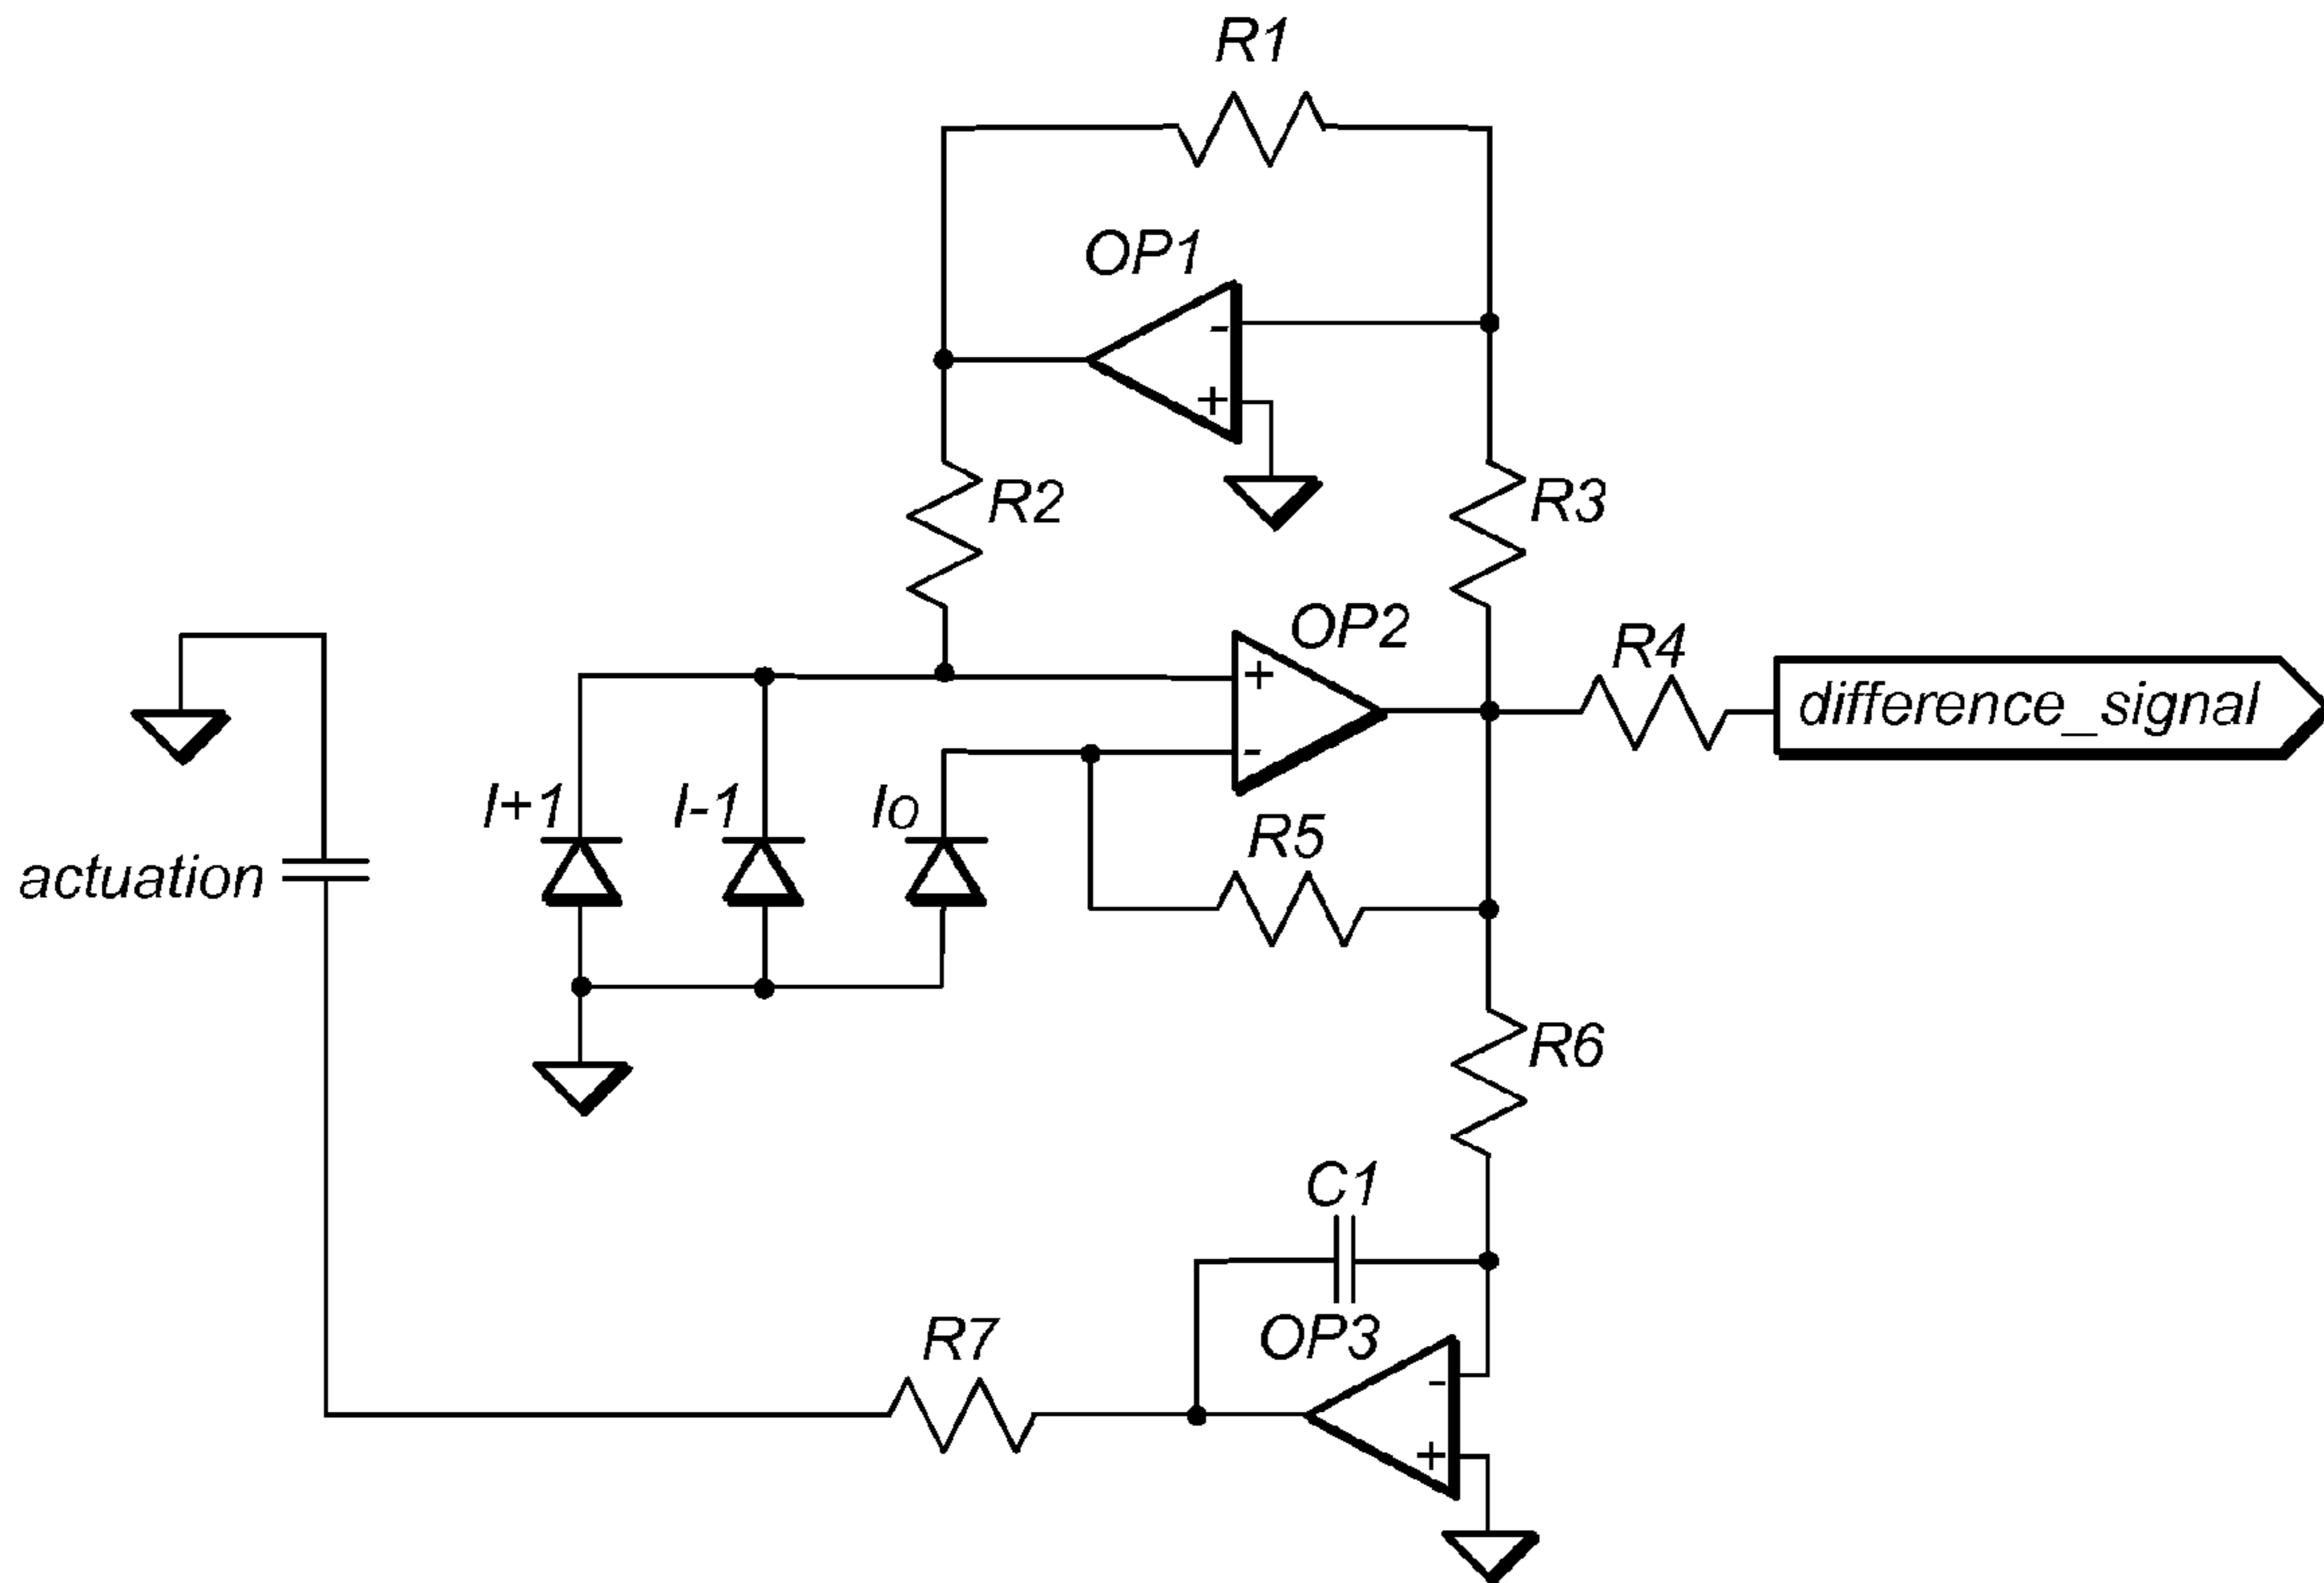 R1
OP1
-
+
R2
R3
OP2
R4
+
difference_signal
-
I+1
I-1
Io
R5
actuation
R6
C1
OP3
R7
-
+